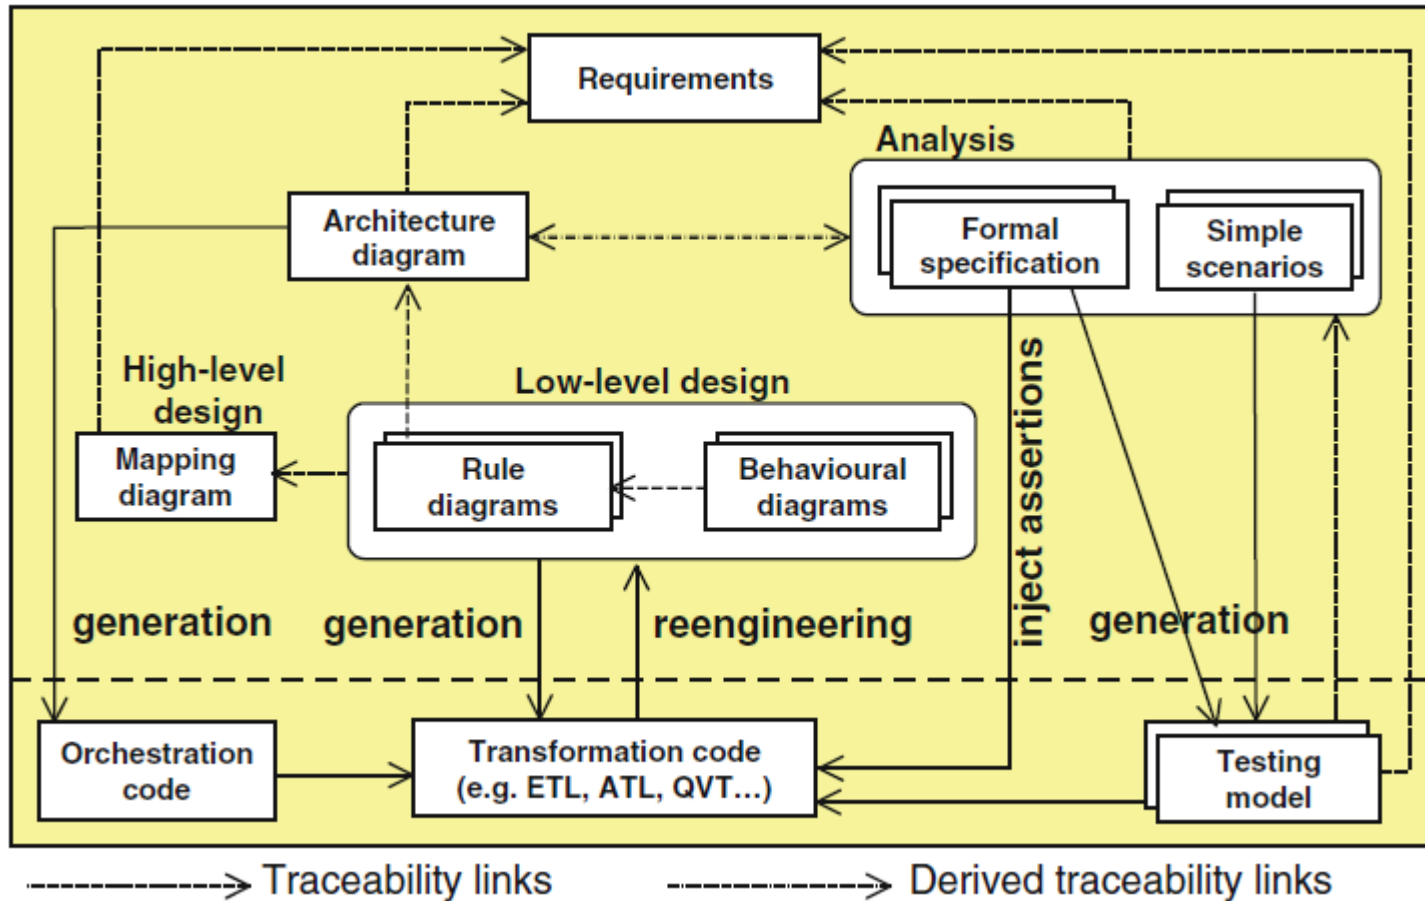 Requirements
Analysis
Architecture
diagram
Formal
specification
Simple
scenarios
High-level
design
Low-level design
Mapping
diagram
Rule
diagrams
Behavioural
diagrams
inject assertions
generation
generation
reengineering
generation
Orchestration
code
Transformation code
(e.g. ETL, ATL, QVT...)
Testing
model
Traceability links
Derived traceability links